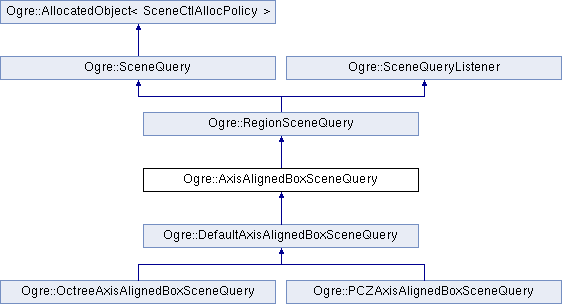 Ogre::AllocatedObject< SceneCtlAllocPolicy >
Ogre::SceneQuery
Ogre::SceneQueryListener
Ogre::RegionSceneQuery
Ogre::AxisAlignedBoxSceneQuery
Ogre::DefaultAxisAlignedBoxSceneQuery
Ogre::OctreeAxisAlignedBoxSceneQuery
Ogre::PCZAxisAlignedBoxSceneQuery